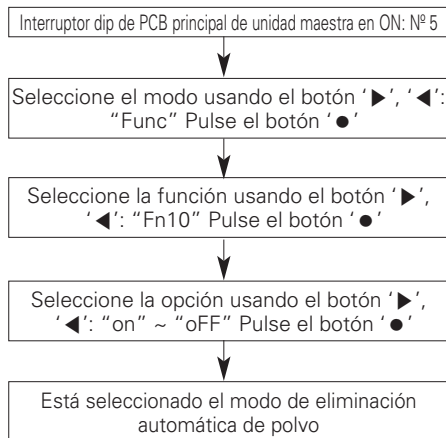 Interruptor dip de PCB principal de unidad maestra en ON: Nº 5
Seleccione el modo usando el botón ‘▶’, ‘◀’:
“Func” Pulse el botón ‘●’
Seleccione la función usando el botón ‘▶’,
‘◀’: “Fn10” Pulse el botón ‘●’
Seleccione la opción usando el botón ‘▶’,
‘◀’: “on” ~ “oFF” Pulse el botón ‘●’
Está seleccionado el modo de eliminación
automática de polvo